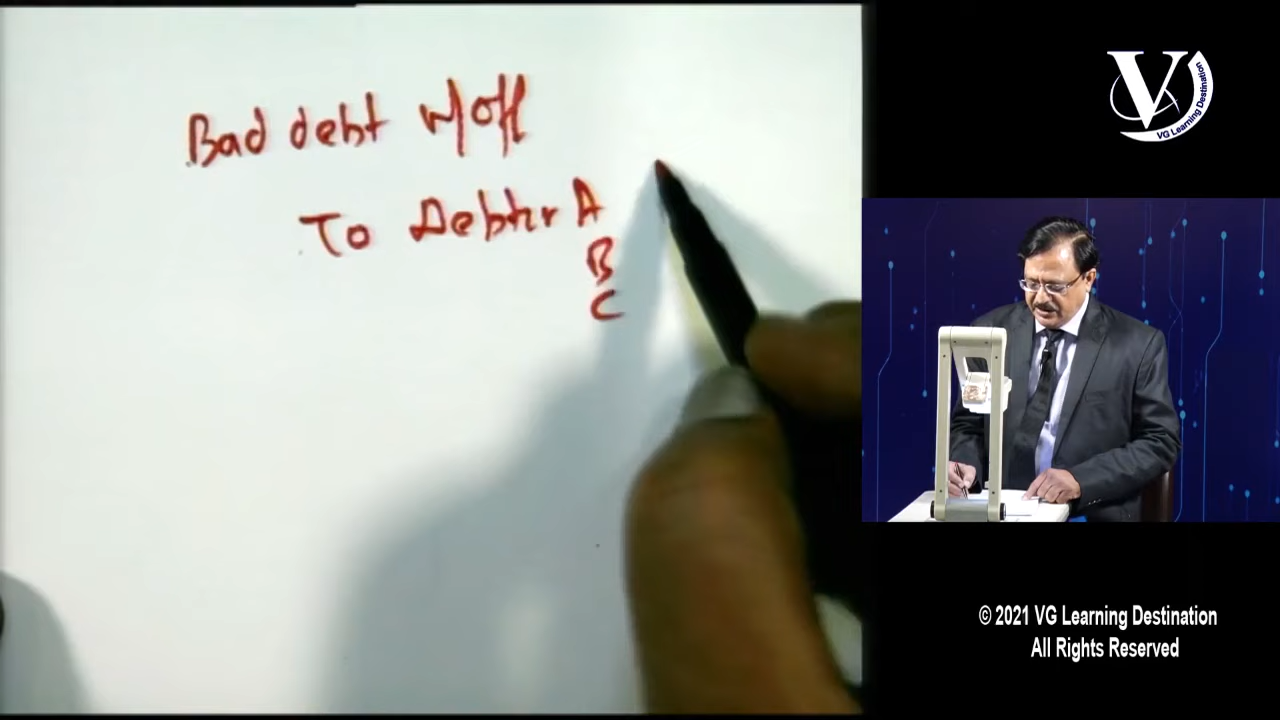 Bad debt w/off
To Debtr A
B
C
V
VG Learning Destination
© 2021 VG Learning Destination
All Rights Reserved